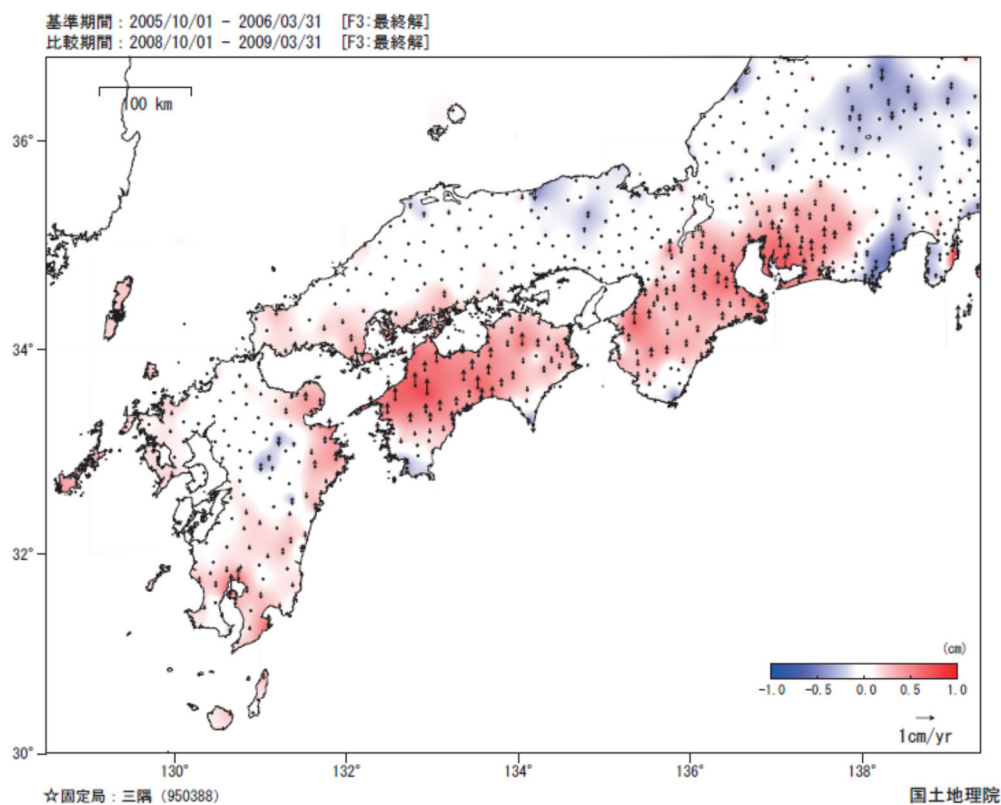 基準期間:2005/10/01 - 2006/03/31 [F3:最終解]
比較期間:2008/10/01 - 2009/03/31 [F3:最終解]
100 km
36°
34°
32°
30°
(cm)
-1.0 -0.5 0.0 0.5 1.0
1cm/yr
130° 132° 134° 136° 138°
☆固定局:三隅 (950388)
国土地理院